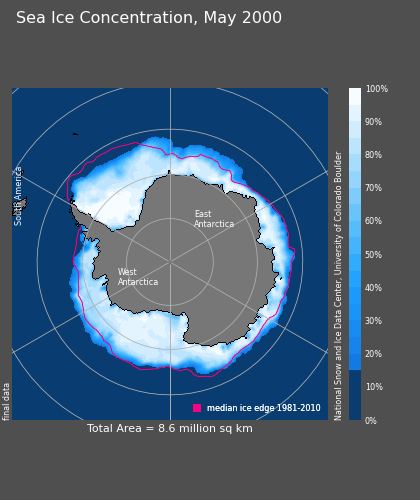 Sea Ice Concentration, May 2000
South America
East
Antarctica
West
Antarctica
median ice edge 1981-2010
final data
Total Area = 8.6 million sq km
100%
90%
80%
70%
60%
50%
40%
30%
20%
10%
0%
National Snow and Ice Data Center, University of Colorado Boulder